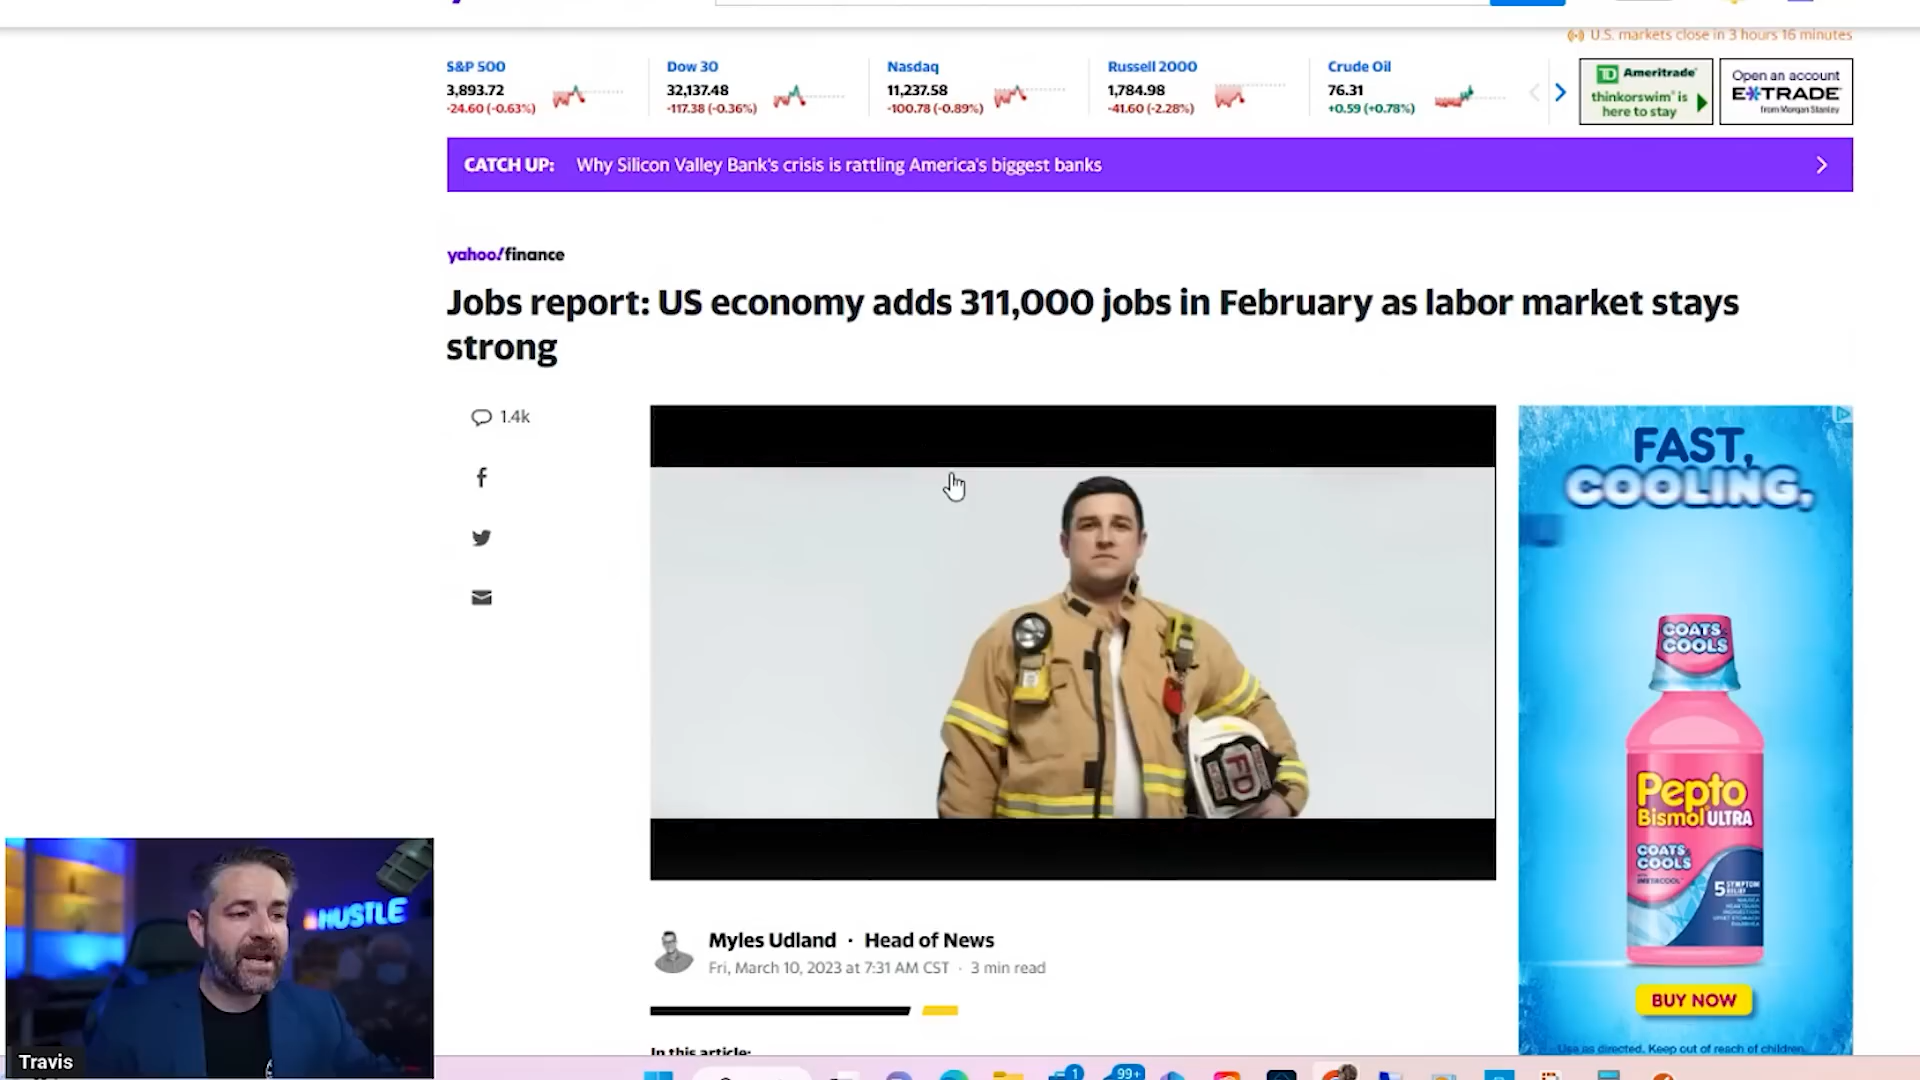 U.S. markets close in 3 hours 16 minutes
S&P 500
3,893.72
-24.60 (-0.63%)
Dow 30
32,137.48
-117.38 (-0.36%)
Nasdaq
11,237.58
-100.78 (-0.89%)
Russell 2000
1,784.98
-41.60 (-2.28%)
Crude Oil
76.31
+0.59 (+0.78%)
TD Ameritrade
thinkorswim® is
here to stay
Open an account
E*TRADE
from Morgan Stanley
CATCH UP: Why Silicon Valley Bank's crisis is rattling America's biggest banks
yahoo!finance
Jobs report: US economy adds 311,000 jobs in February as labor market stays
strong
1.4k
FD
FAST,
COOLING,
COATS
COOLS
Pepto
Bismol ULTRA
COATS
COOLS
5 SYMPTOM
BUY NOW
Use as directed. Keep out of reach of children.
Myles Udland · Head of News
Fri, March 10, 2023 at 7:31 AM CST · 3 min read
In this article:
HUSTLE
Travis
1
99+